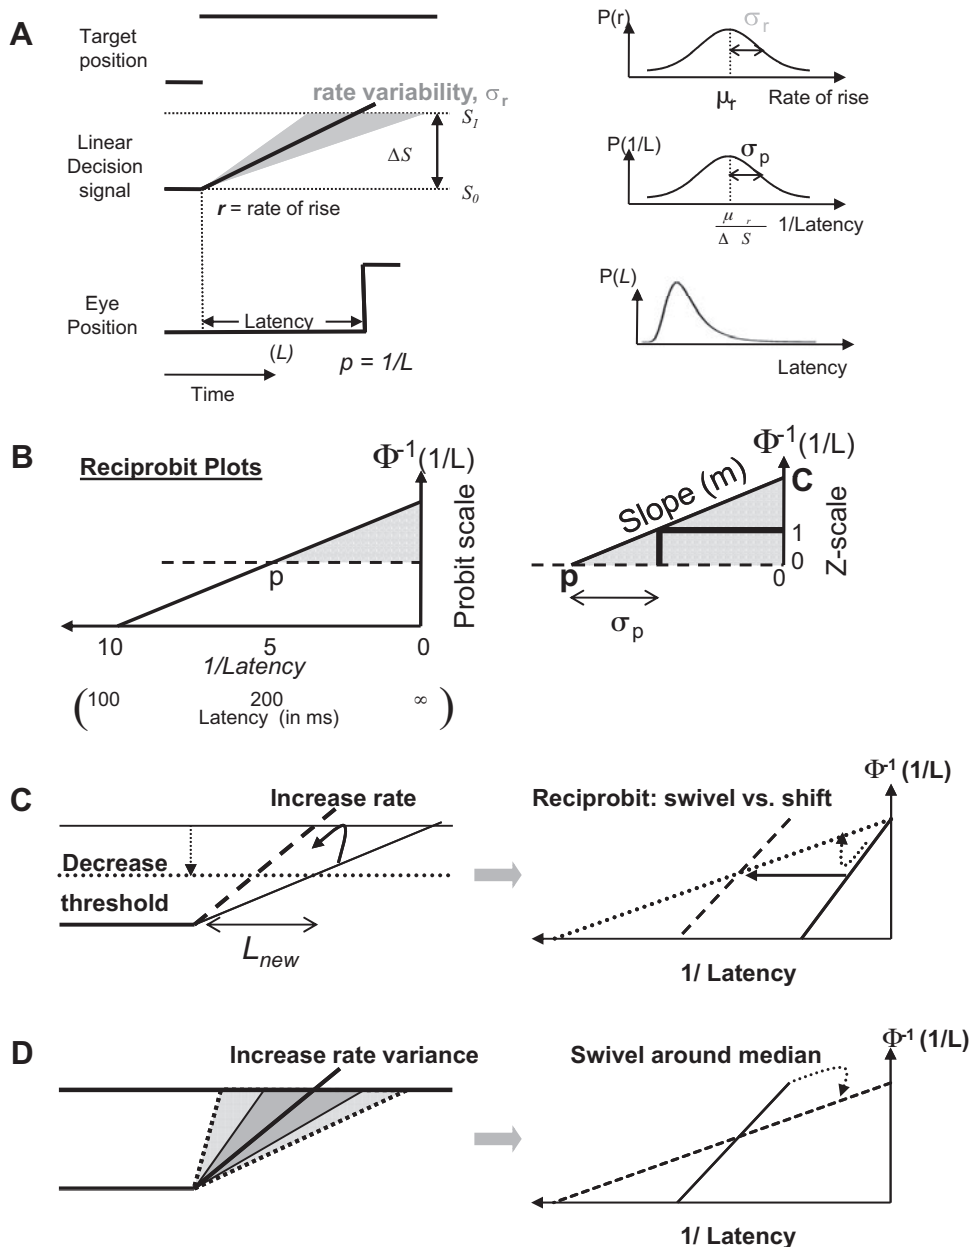 A
Target
position
rate variability, σr
S1
Linear
Decision
signal
ΔS
S0
r = rate of rise
Eye
Position
Latency
(L)
p = 1/L
Time
P(r)
σr
μr
Rate of rise
P(1/L)
σp
μ r
Δ S
1/Latency
P(L)
Latency
B
Reciprobit Plots
Φ-1(1/L)
Probit scale
p
10 5 0
1/Latency
(100 200 ∞)
Latency (in ms)
Φ-1(1/L)
Slope (m)
C
Z-scale
1
0
p
0
σp
C
Increase rate
Decrease
threshold
Lnew
Reciprobit: swivel vs. shift
Φ-1 (1/L)
1/ Latency
D
Increase rate variance
Swivel around median
Φ-1 (1/L)
1/ Latency